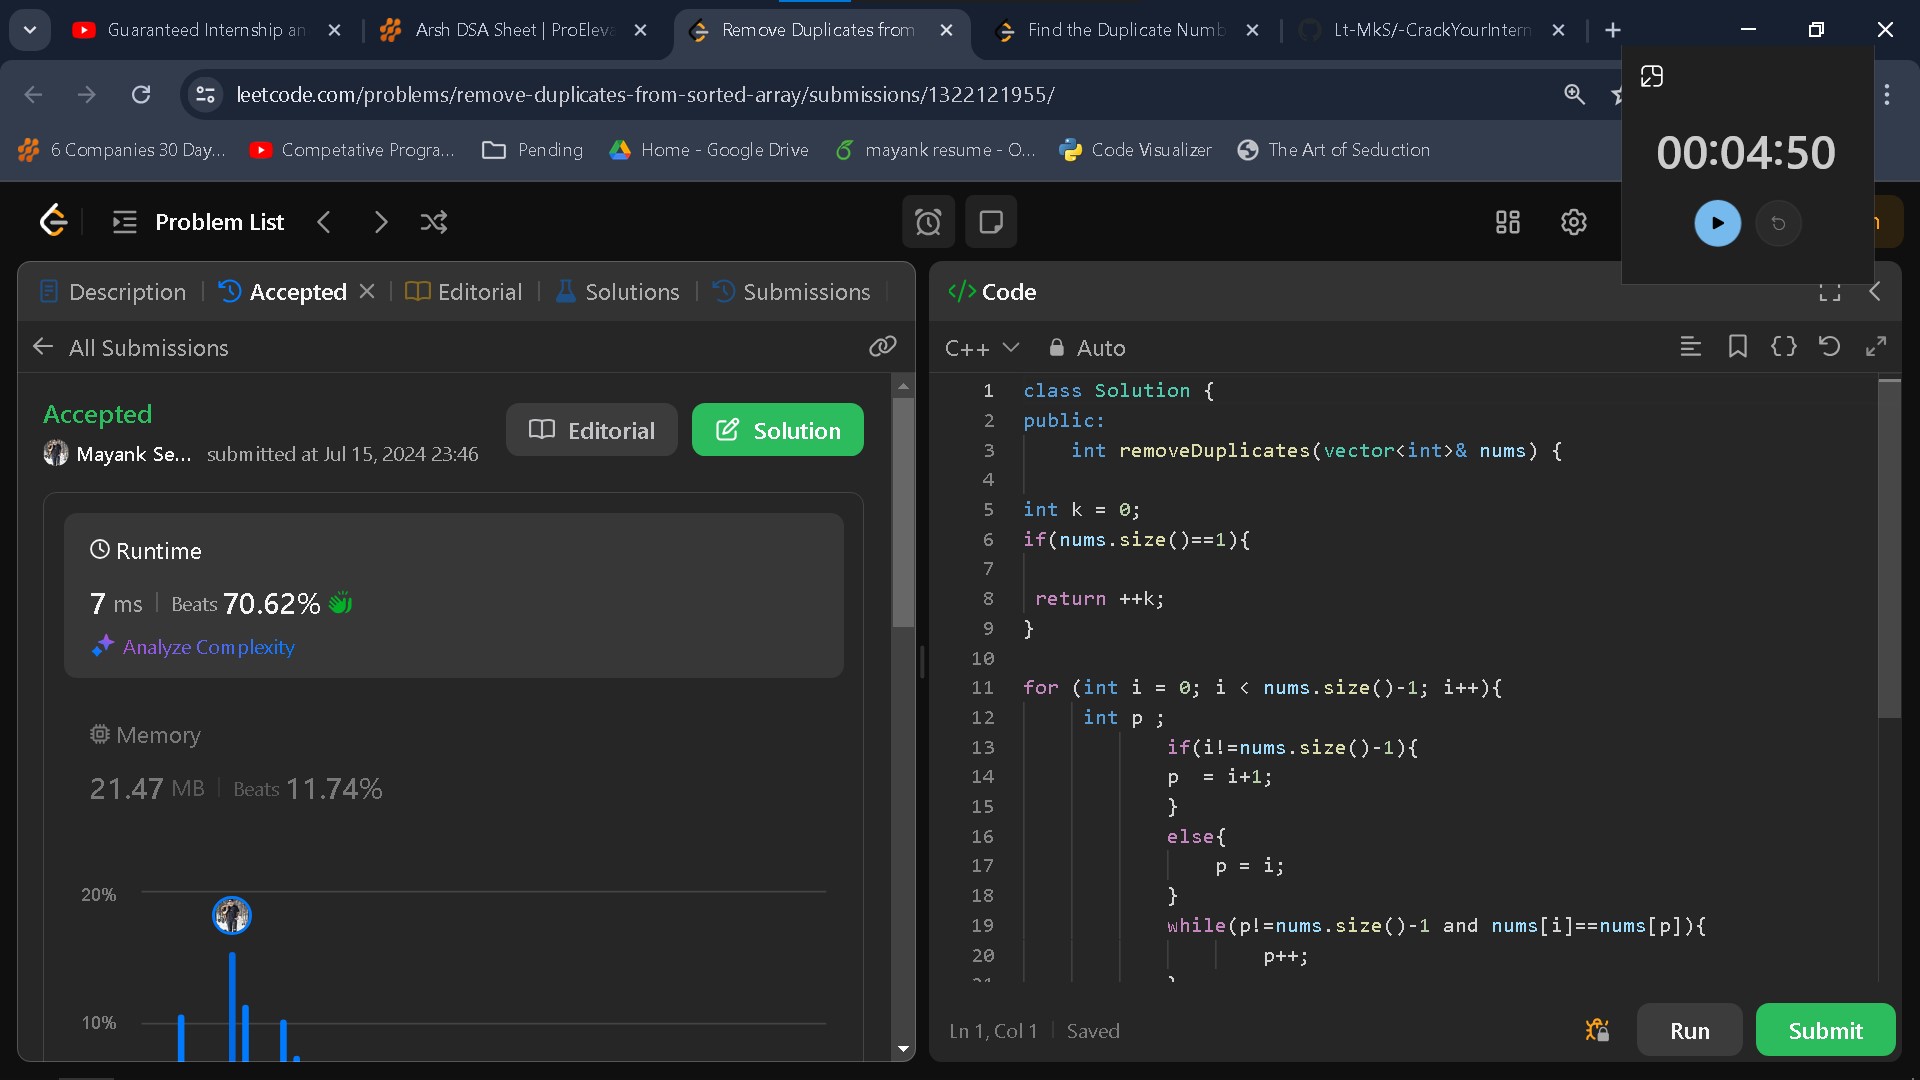 Guaranteed Internship an
Arsh DSA Sheet | ProEleva
Remove Duplicates from
Find the Duplicate Numb
Lt-MkS/-CrackYourIntern
leetcode.com/problems/remove-duplicates-from-sorted-array/submissions/1322121955/
00:04:50
6 Companies 30 Day...
Competative Progra...
Pending
Home - Google Drive
mayank resume - O...
Code Visualizer
The Art of Seduction
Problem List
Description
Accepted
Editorial
Solutions
Submissions
All Submissions
Accepted
Mayank Se... submitted at Jul 15, 2024 23:46
Editorial
Solution
Runtime
7 ms | Beats 70.62%
Analyze Complexity
Memory
21.47 MB | Beats 11.74%
20%
10%
Code
C++
Auto
1 class Solution {
2 public:
3 int removeDuplicates(vector<int>& nums) {
4
5 int k = 0;
6 if(nums.size()==1){
7
8 return ++k;
9 }
10
11 for (int i = 0; i < nums.size()-1; i++){
12 int p ;
13 if(i!=nums.size()-1){
14 p = i+1;
15 }
16 else{
17 p = i;
18 }
19 while(p!=nums.size()-1 and nums[i]==nums[p]){
20 p++;
Ln 1, Col 1 | Saved
Run
Submit